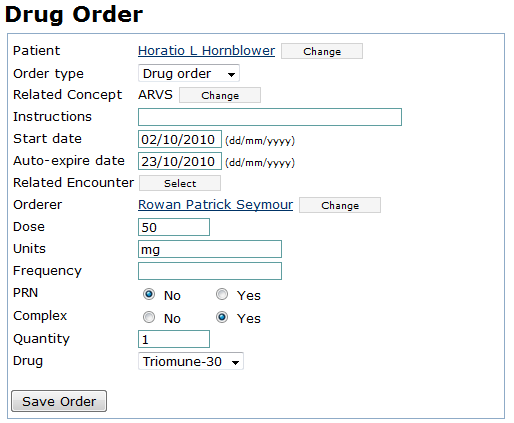 Drug Order
Patient Horatio L Hornblower Change
Order type Drug order
Related Concept ARVS Change
Instructions
Start date 02/10/2010 (dd/mm/yyyy)
Auto-expire date 23/10/2010 (dd/mm/yyyy)
Related Encounter Select
Orderer Rowan Patrick Seymour Change
Dose 50
Units mg
Frequency
PRN No Yes
Complex No Yes
Quantity 1
Drug Triomune-30
Save Order